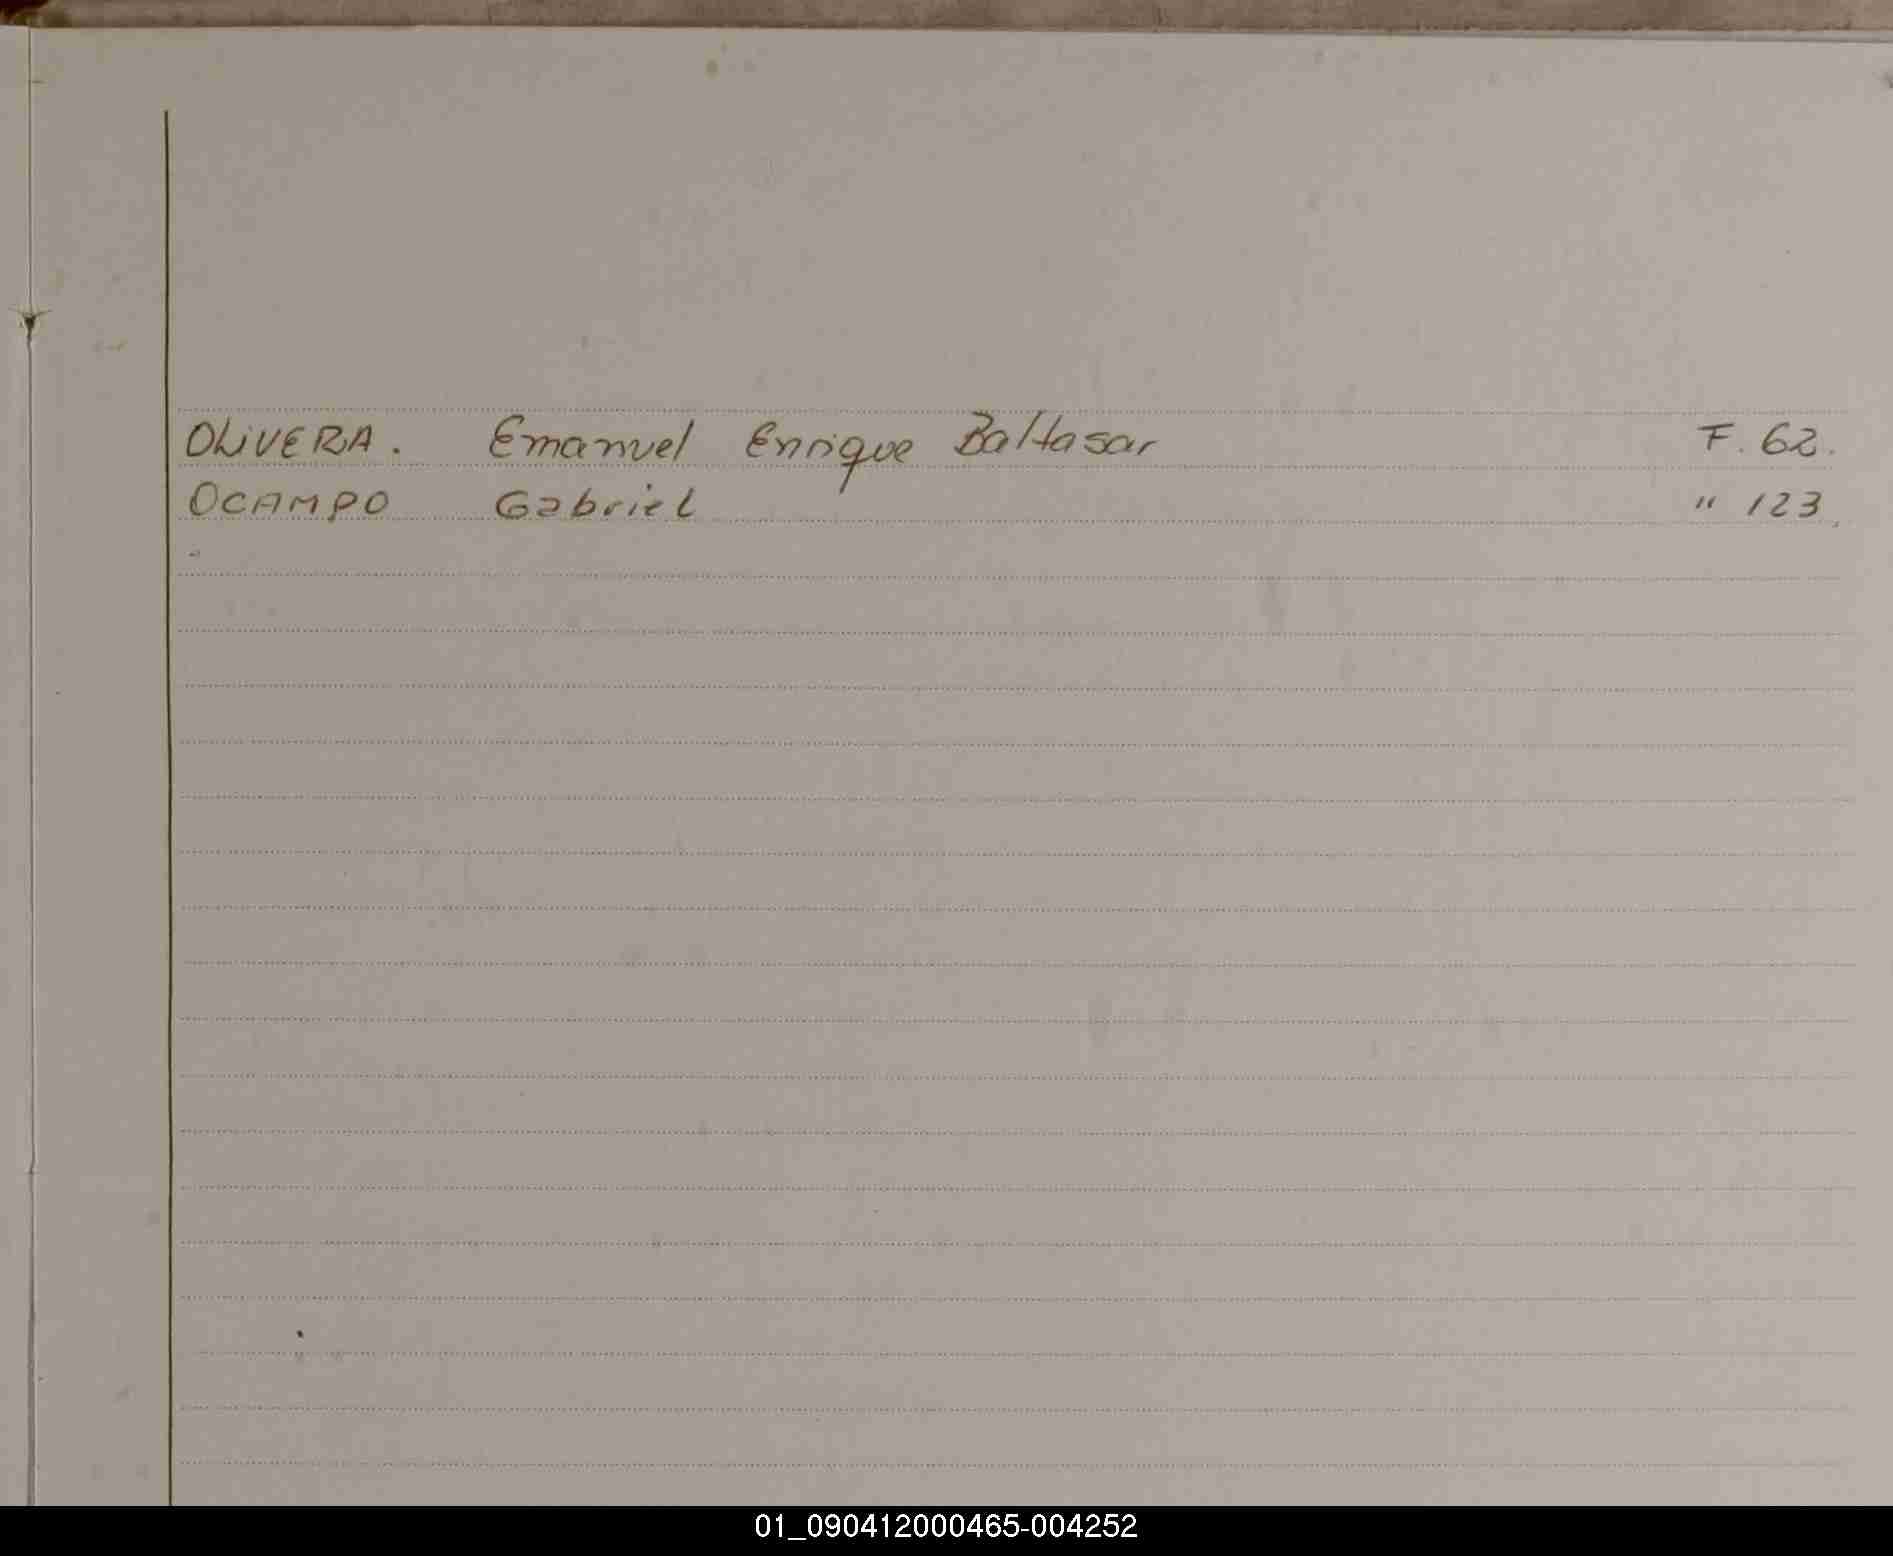 OLiVERA. Emanuel Enrique Baltasar F. 62.
OCAMPO Gabriel " 123.
01_090412000465-004252